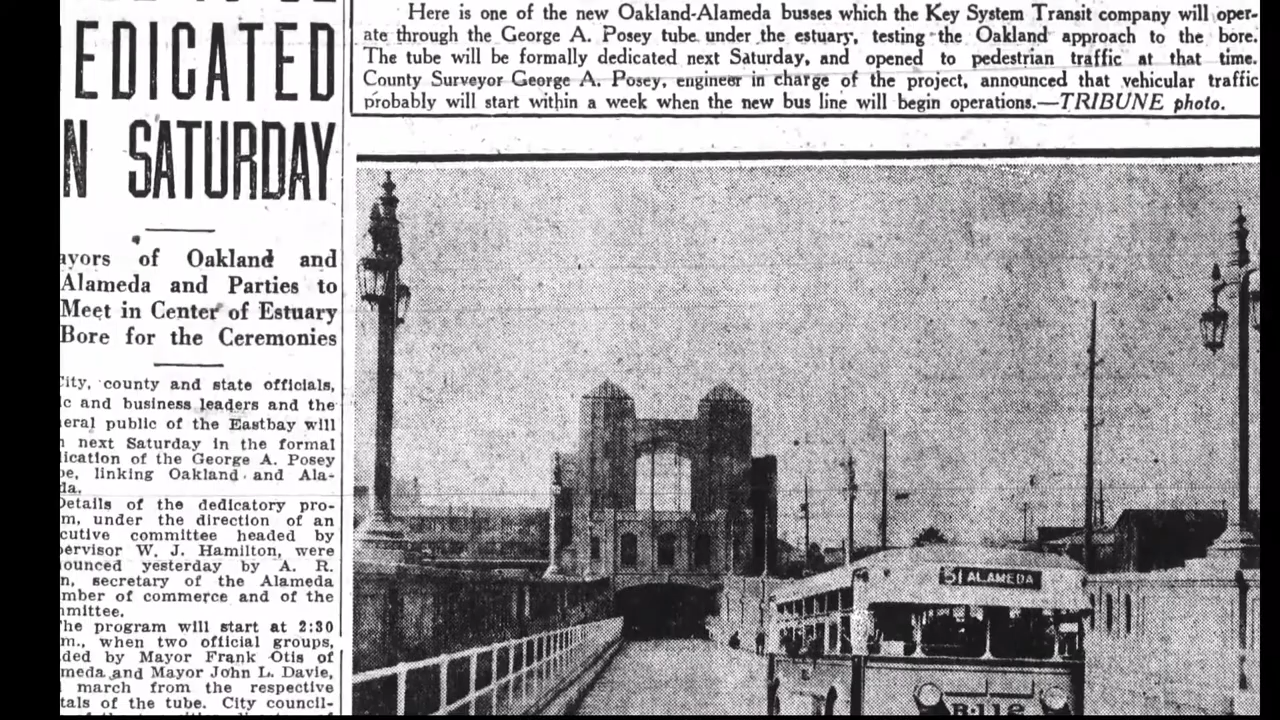 EDICATED
N SATURDAY
ayors of Oakland and
Alameda and Parties to
Meet in Center of Estuary
Bore for the Ceremonies
City, county and state officials,
ic and business leaders and the
eral public of the Eastbay will
next Saturday in the formal
lication of the George A. Posey
be, linking Oakland and Ala-
da.
Details of the dedicatory pro-
m, under the direction of an
cutive committee headed by
ervisor W. J. Hamilton, were
ounced yesterday by A. R.
n, secretary of the Alameda
mber of commerce and of the
mmittee.
The program will start at 2:30
m., when two official groups,
ded by Mayor Frank Otis of
meda and Mayor John L. Davie,
march from the respective
tals of the tube. City council-
Here is one of the new Oakland-Alameda busses which the Key System Transit company will oper-
ate through the George A. Posey tube under the estuary, testing the Oakland approach to the bore.
The tube will be formally dedicated next Saturday, and opened to pedestrian traffic at that time.
County Surveyor George A. Posey, engineer in charge of the project, announced that vehicular traffic
probably will start within a week when the new bus line will begin operations.—TRIBUNE photo.
51 ALAMEDA